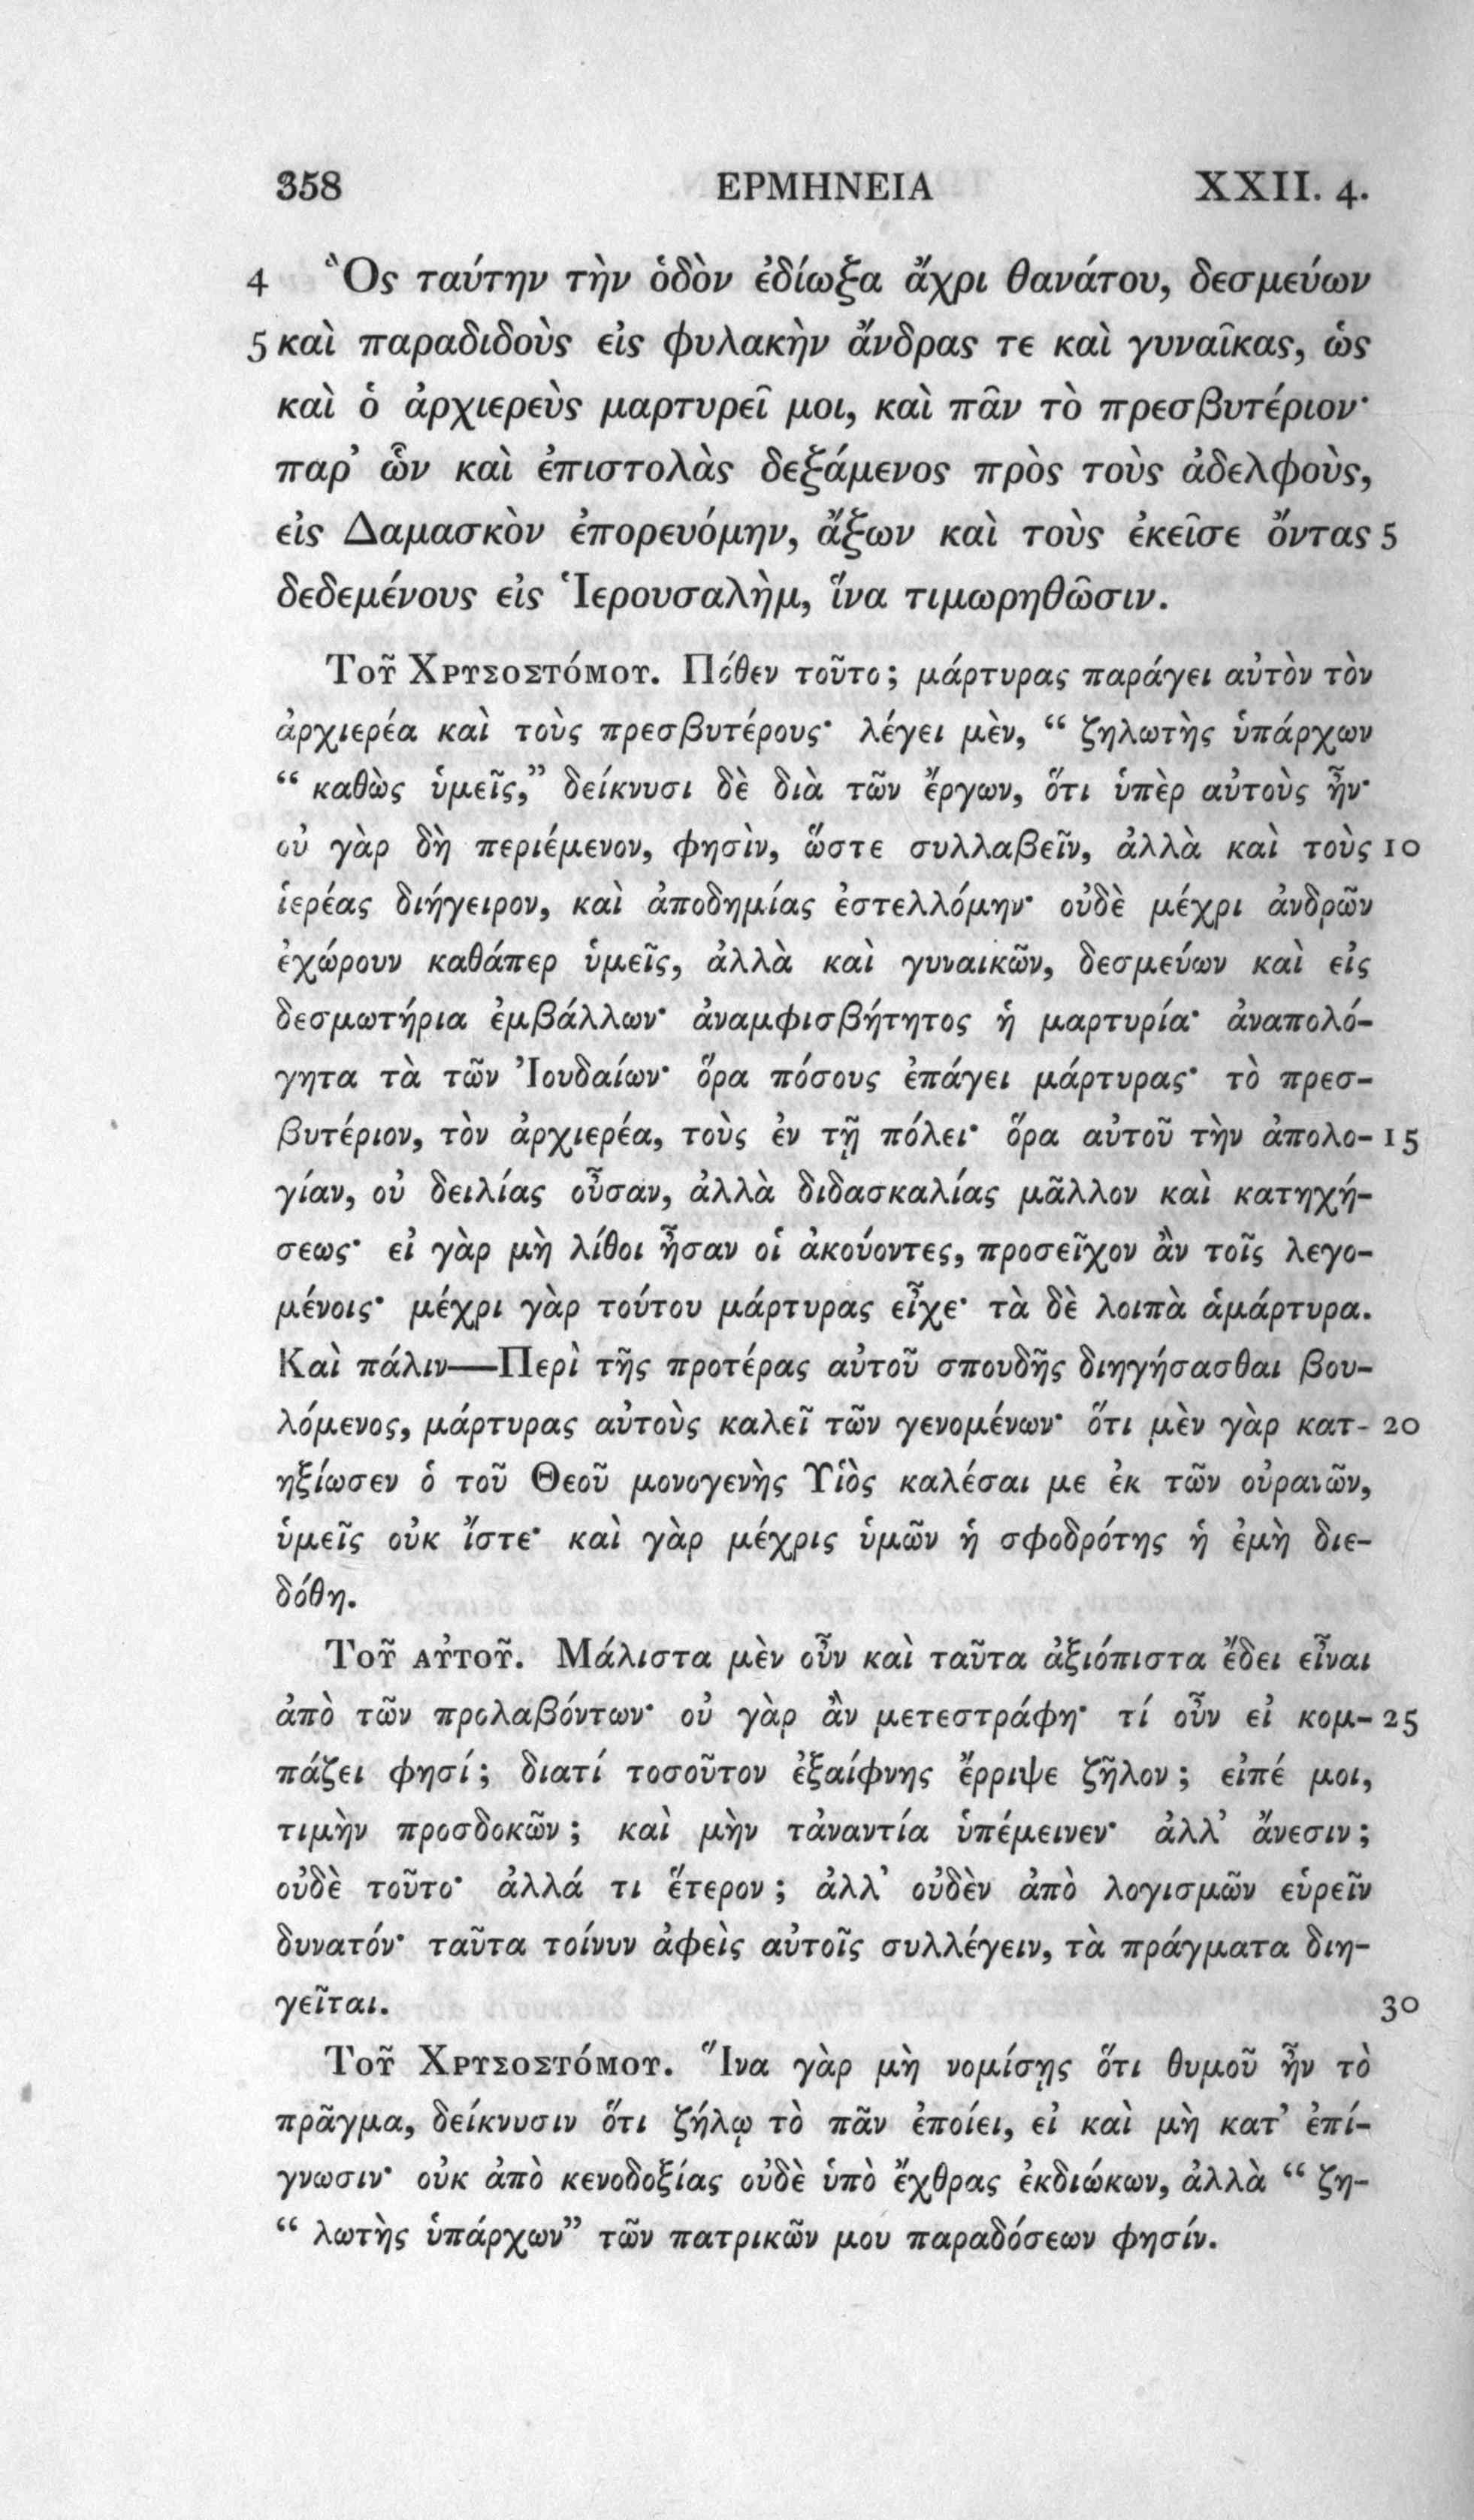 358 ΕΡΜΗΝΕΙΑ XXII. 4.
4 Ὃς ταύτην τὴν ὁδὸν ἐδίωξα ἄχρι θανάτου, δεσμεύων
5 καὶ παραδιδοὺς εἰς φυλακὴν ἄνδρας τε καὶ γυναῖκας, ὡς
καὶ ὁ ἀρχιερεὺς μαρτυρεῖ μοι, καὶ πᾶν τὸ πρεσβυτέριον·
παρ’ ὧν καὶ ἐπιστολὰς δεξάμενος πρὸς τοὺς ἀδελφοὺς,
εἰς Δαμασκὸν ἐπορευόμην, ἄξων καὶ τοὺς ἐκεῖσε ὄντας 5
δεδεμένους εἰς Ἱερουσαλὴμ, ἵνα τιμωρηθῶσιν.
Τοῦ Χρυσοστόμου. Πόθεν τοῦτο; μάρτυρας παράγει αὐτὸν τὸν
ἀρχιερέα καὶ τοὺς πρεσβυτέρους· λέγει μὲν, “ ζηλωτὴς ὑπάρχων
“ καθὼς ὑμεῖς,” δείκνυσι δὲ διὰ τῶν ἔργων, ὅτι ὑπὲρ αὐτοὺς ἦν·
οὐ γὰρ δὴ περιέμενον, φησὶν, ὥστε συλλαβεῖν, ἀλλὰ καὶ τοὺς 10
ἱερέας διήγειρον, καὶ ἀποδημίας ἐστελλόμην· οὐδὲ μέχρι ἀνδρῶν
ἐχώρουν καθάπερ ὑμεῖς, ἀλλὰ καὶ γυναικῶν, δεσμεύων καὶ εἰς
δεσμωτήρια ἐμβάλλων· ἀναμφισβήτητος ἡ μαρτυρία· ἀναπολό-
γητα τὰ τῶν Ἰουδαίων· ὅρα πόσους ἐπάγει μάρτυρας· τὸ πρεσ-
βυτέριον, τὸν ἀρχιερέα, τοὺς ἐν τῇ πόλει· ὅρα αὐτοῦ τὴν ἀπολο- 15
γίαν, οὐ δειλίας οὖσαν, ἀλλὰ διδασκαλίας μᾶλλον καὶ κατηχή-
σεως· εἰ γὰρ μὴ λίθοι ἦσαν οἱ ἀκούοντες, προσεῖχον ἂν τοῖς λεγο-
μένοις· μέχρι γὰρ τούτου μάρτυρας εἶχε· τὰ δὲ λοιπὰ ἀμάρτυρα.
Καὶ πάλιν—Περὶ τῆς προτέρας αὐτοῦ σπουδῆς διηγήσασθαι βου-
λόμενος, μάρτυρας αὐτοὺς καλεῖ τῶν γενομένων· ὅτι μὲν γὰρ κατ- 20
ηξίωσεν ὁ τοῦ Θεοῦ μονογενὴς Υἱὸς καλέσαι με ἐκ τῶν οὐρανῶν,
ὑμεῖς οὐκ ἴστε· καὶ γὰρ μέχρις ὑμῶν ἡ σφοδρότης ἡ ἐμὴ διε-
δόθη.
Τοῦ αὐτοῦ. Μάλιστα μὲν οὖν καὶ ταῦτα ἀξιόπιστα ἔδει εἶναι
ἀπὸ τῶν προλαβόντων· οὐ γὰρ ἂν μετεστράφη· τί οὖν εἰ κομ- 25
πάζει φησί; διατί τοσοῦτον ἐξαίφνης ἔρριψε ζῆλον; εἰπέ μοι,
τιμὴν προσδοκῶν; καὶ μὴν τἀναντία ὑπέμεινεν· ἀλλ’ ἄνεσιν;
οὐδὲ τοῦτο· ἀλλά τι ἕτερον; ἀλλ’ οὐδὲν ἀπὸ λογισμῶν εὑρεῖν
δυνατόν· ταῦτα τοίνυν ἀφεὶς αὐτοῖς συλλέγειν, τὰ πράγματα διη-
γεῖται. 30
Τοῦ Χρυσοστόμου. Ἵνα γὰρ μὴ νομίσῃς ὅτι θυμοῦ ἦν τὸ
πρᾶγμα, δείκνυσιν ὅτι ζήλῳ τὸ πᾶν ἐποίει, εἰ καὶ μὴ κατ’ ἐπί-
γνωσιν· οὐκ ἀπὸ κενοδοξίας οὐδὲ ὑπὸ ἔχθρας ἐκδιώκων, ἀλλὰ “ ζη-
“ λωτὴς ὑπάρχων” τῶν πατρικῶν μου παραδόσεων φησίν.